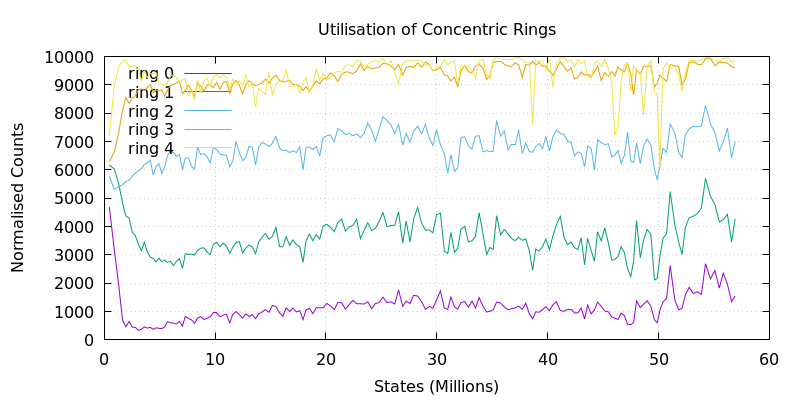 Utilisation of Concentric Rings
10000
9000
8000
7000
6000
5000
4000
3000
2000
1000
0
ring 0
ring 1
ring 2
ring 3
ring 4
Normalised Counts
0 10 20 30 40 50 60
States (Millions)